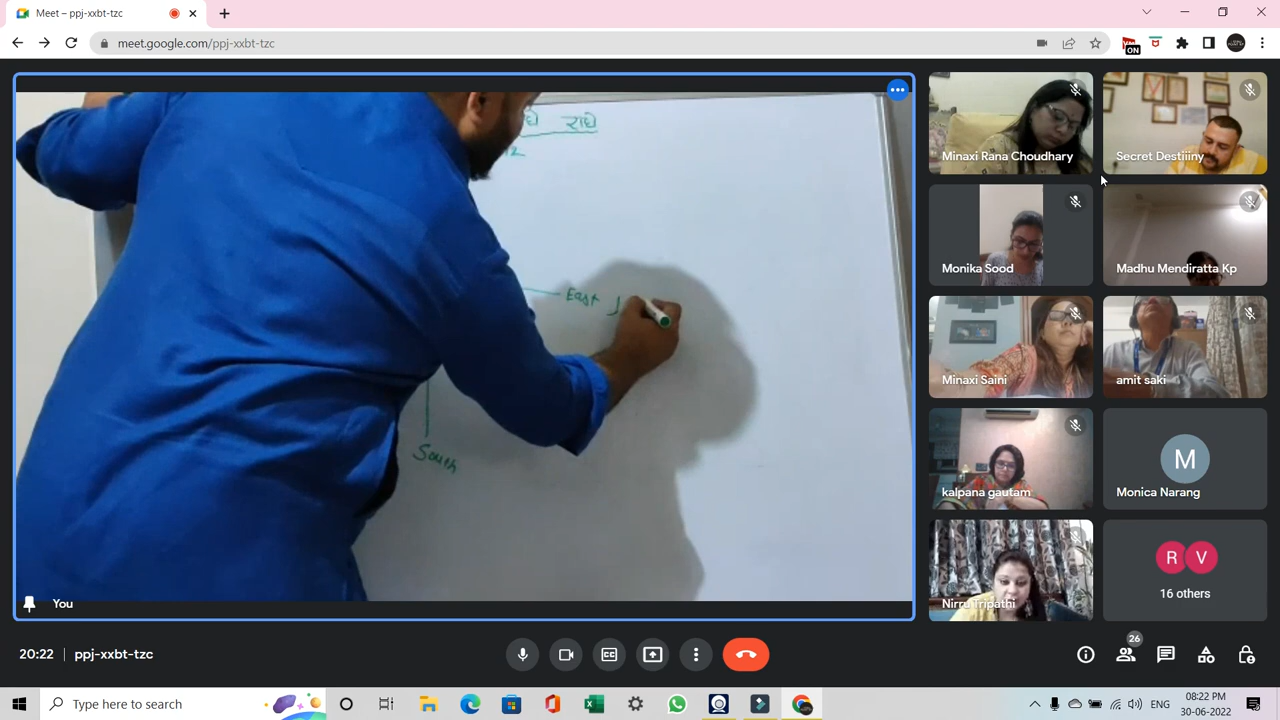 Meet – ppj-xxbt-tzc
meet.google.com/ppj-xxbt-tzc
ON
राधे
East
South
You
Minaxi Rana Choudhary
Secret Destiiiny
Monika Sood
Madhu Mendiratta Kp
Minaxi Saini
amit saki
kalpana gautam
M
Monica Narang
Nirru Tripathi
R V
16 others
20:22 | ppj-xxbt-tzc
26
Type here to search
ENG
08:22 PM
30-06-2022